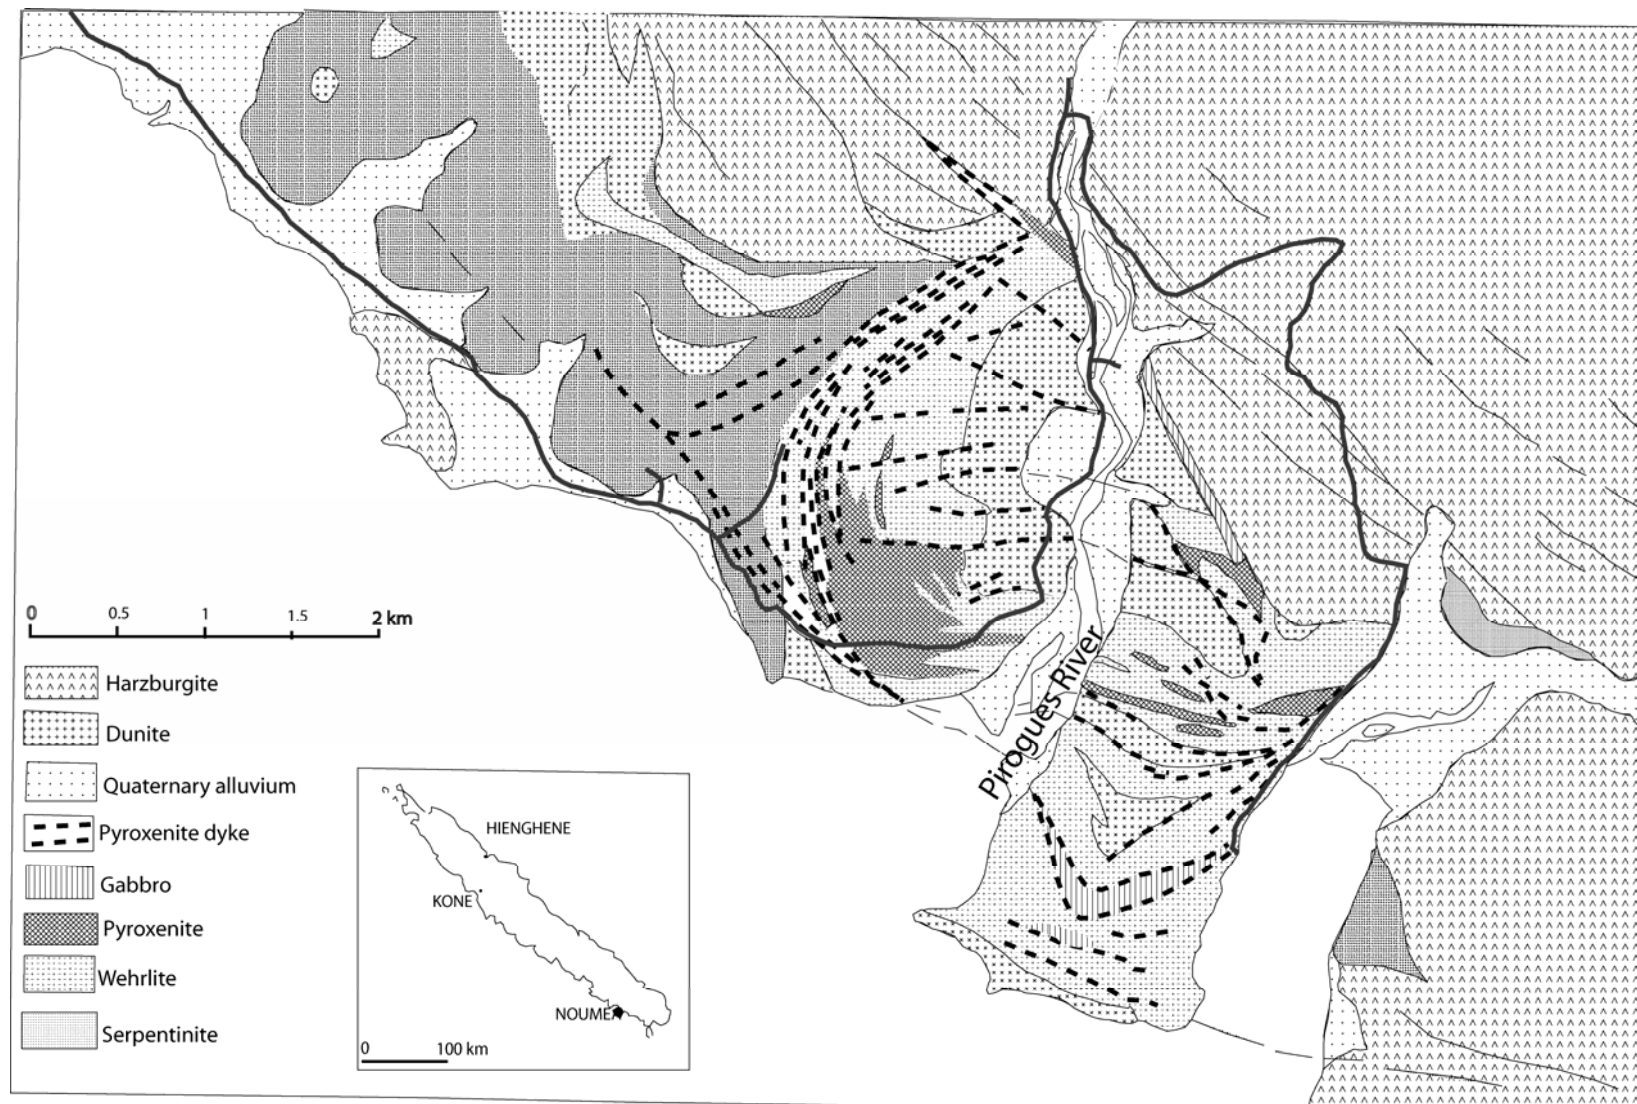 0 0.5 1 1.5 2 km
Harzburgite
Dunite
Quaternary alluvium
Pyroxenite dyke
Gabbro
Pyroxenite
Wehrlite
Serpentinite
HIENGHENE
KONE
NOUMEA
0 100 km
Pirogues River